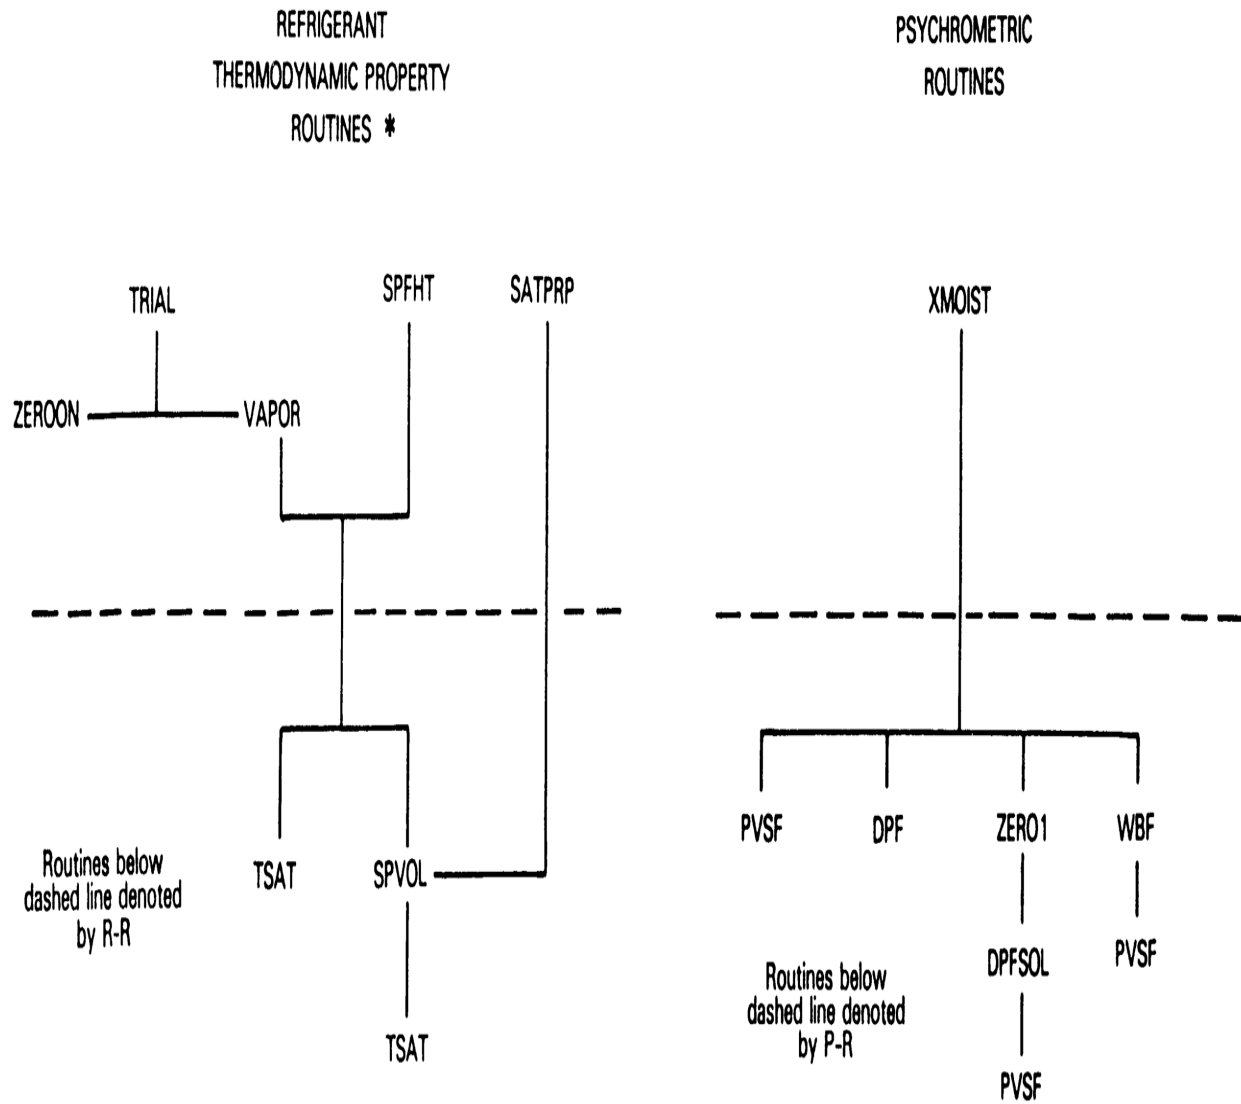 REFRIGERANT
THERMODYNAMIC PROPERTY
ROUTINES *
PSYCHROMETRIC
ROUTINES
TRIAL
SPFHT
SATPRP
XMOIST
ZEROON
VAPOR
PVSF
DPF
ZERO1
WBF
Routines below
dashed line denoted
by R-R
TSAT
SPVOL
DPFSOL
PVSF
Routines below
dashed line denoted
by P-R
TSAT
PVSF